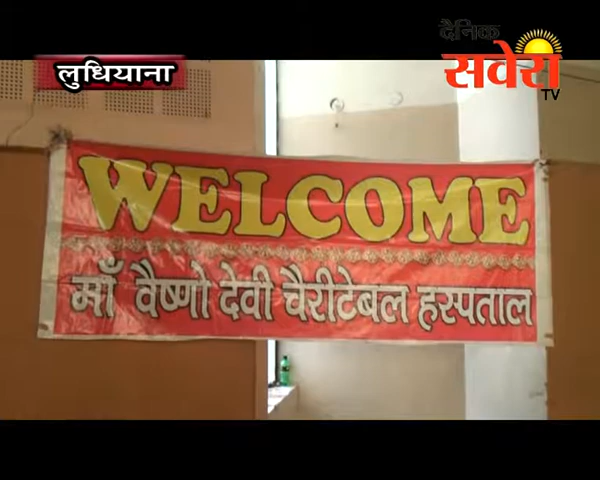 लुधियाना
दैनिक
सवेरा
TV
WELCOME
माँ वैष्णो देवी चैरीटेबल हस्पताल